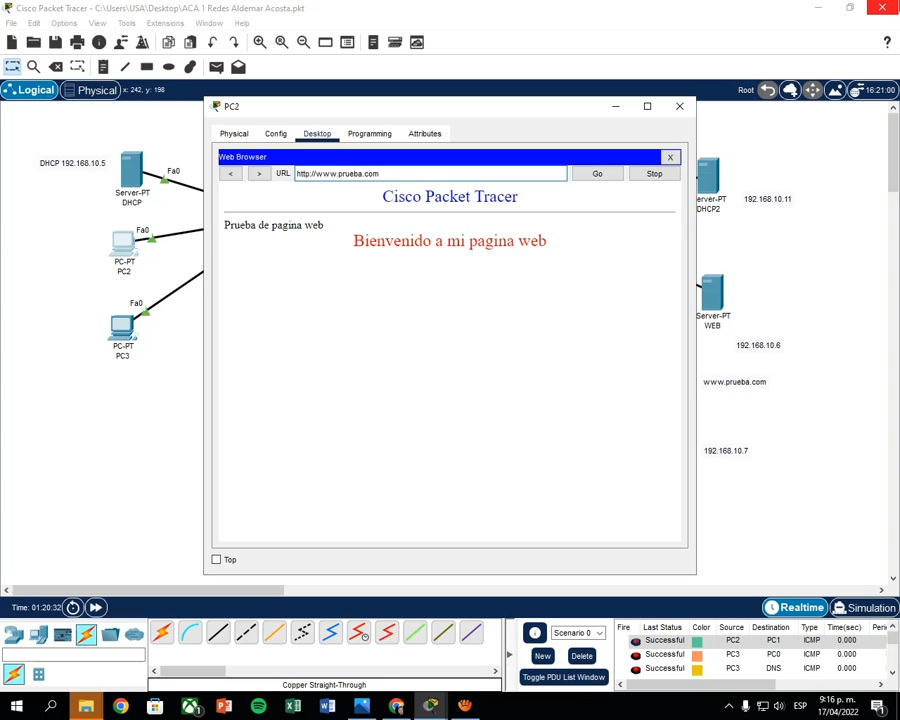 Cisco Packet Tracer - C:\Users\USA\Desktop\ACA 1 Redes Aldemar Acosta.pkt
File Edit Options View Tools Extensions Window Help
?
Logical Physical x: 242, y: 198 Root 16:21:00
PC2
Physical Config Desktop Programming Attributes
Web Browser X
< > URL http://www.prueba.com Go Stop
Cisco Packet Tracer
Prueba de pagina web
Bienvenido a mi pagina web
Top
DHCP 192.168.10.5
Fa0
Server-PT
DHCP
Fa0
PC-PT
PC2
Fa0
PC-PT
PC3
erver-PT
DHCP2
192.168.10.11
Server-PT
WEB
192.168.10.6
www.prueba.com
192.168.10.7
Time: 01:20:32 Realtime Simulation
Scenario 0
New Delete
Toggle PDU List Window
Fire Last Status Color Source Destination Type Time(sec) Perio
Successful PC2 PC1 ICMP 0.000
Successful PC3 PC0 ICMP 0.000
Successful PC3 DNS ICMP 0.000
Copper Straight-Through
ESP 9:16 p. m.
17/04/2022